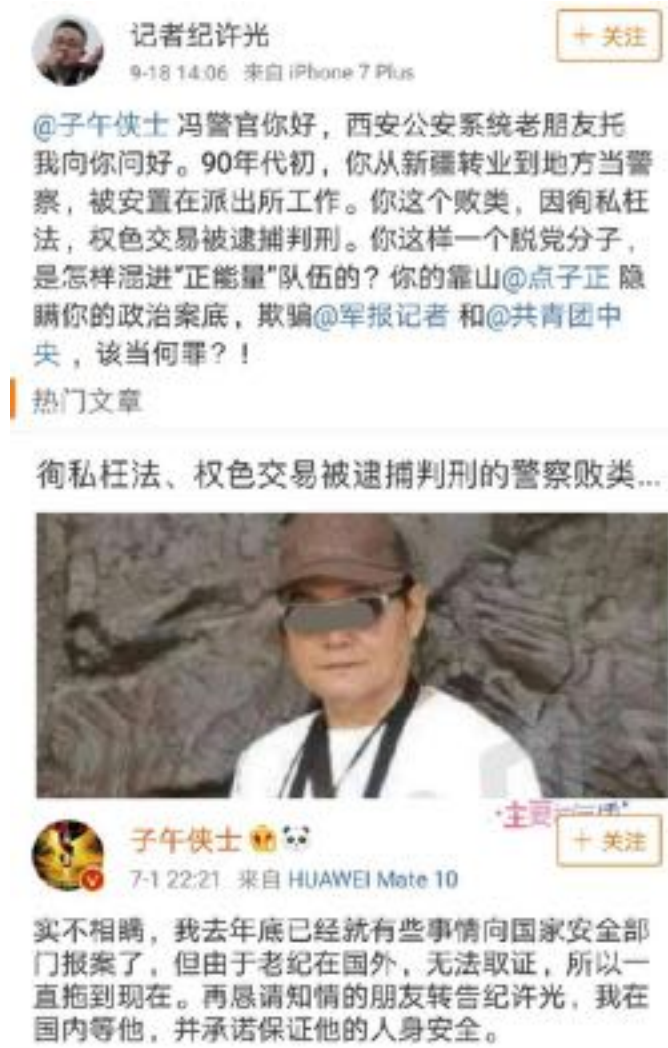 记者纪许光
+ 关注
9-18 14:06 来自 iPhone 7 Plus
@子午侠士 冯警官你好，西安公安系统老朋友托
我向你问好。90年代初，你从新疆转业到地方当警
察，被安置在派出所工作。你这个败类，因徇私枉
法，权色交易被逮捕判刑。你这样一个脱党分子，
是怎样混进"正能量"队伍的？你的靠山@点子正 隐
瞒你的政治案底，欺骗@军报记者 和@共青团中
央 ，该当何罪？！
热门文章
徇私枉法、权色交易被逮捕判刑的警察败类...
·主要
子午侠士
+ 关注
7-1 22:21 来自 HUAWEI Mate 10
实不相瞒，我去年底已经就有些事情向国家安全部
门报案了，但由于老纪在国外，无法取证，所以一
直拖到现在。再恳请知情的朋友转告纪许光，我在
国内等他，并承诺保证他的人身安全。